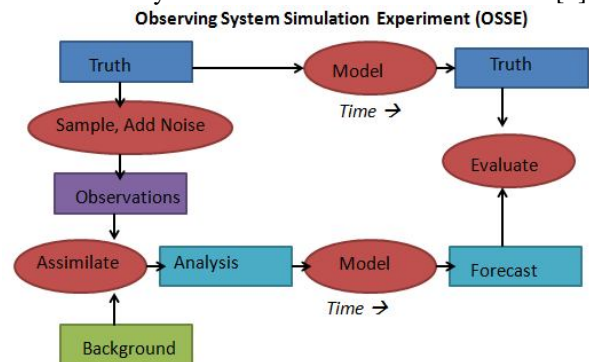 Observing System Simulation Experiment (OSSE)
Truth
Model
Truth
Time →
Sample, Add Noise
Evaluate
Observations
Assimilate
Analysis
Model
Forecast
Time →
Background